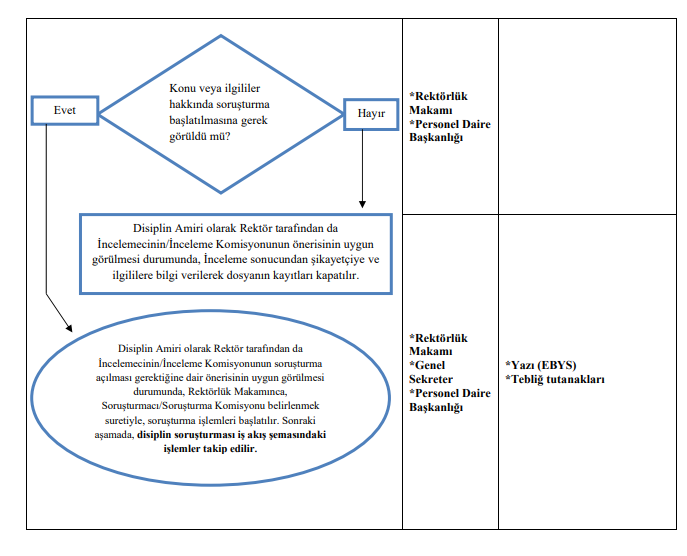 Konu veya ilgililer
hakkında soruşturma
başlatılmasına gerek
görüldü mü?
Evet
Hayır
*Rektörlük
Makamı
*Personel Daire
Başkanlığı
Disiplin Amiri olarak Rektör tarafından da
İncelemecinin/İnceleme Komisyonunun önerisinin uygun
görülmesi durumunda, İnceleme sonucundan şikayetçiye ve
ilgililere bilgi verilerek dosyanın kayıtları kapatılır.
Disiplin Amiri olarak Rektör tarafından da
İncelemecinin/İnceleme Komisyonunun soruşturma
açılması gerektiğine dair önerisinin uygun görülmesi
durumunda, Rektörlük Makamınca,
Soruşturmacı/Soruşturma Komisyonu belirlenmek
suretiyle, soruşturma işlemleri başlatılır. Sonraki
aşamada, disiplin soruşturması iş akış şemasındaki
işlemler takip edilir.
*Rektörlük
Makamı
*Genel
Sekreter
*Personel Daire
Başkanlığı
*Yazı (EBYS)
*Tebliğ tutanakları